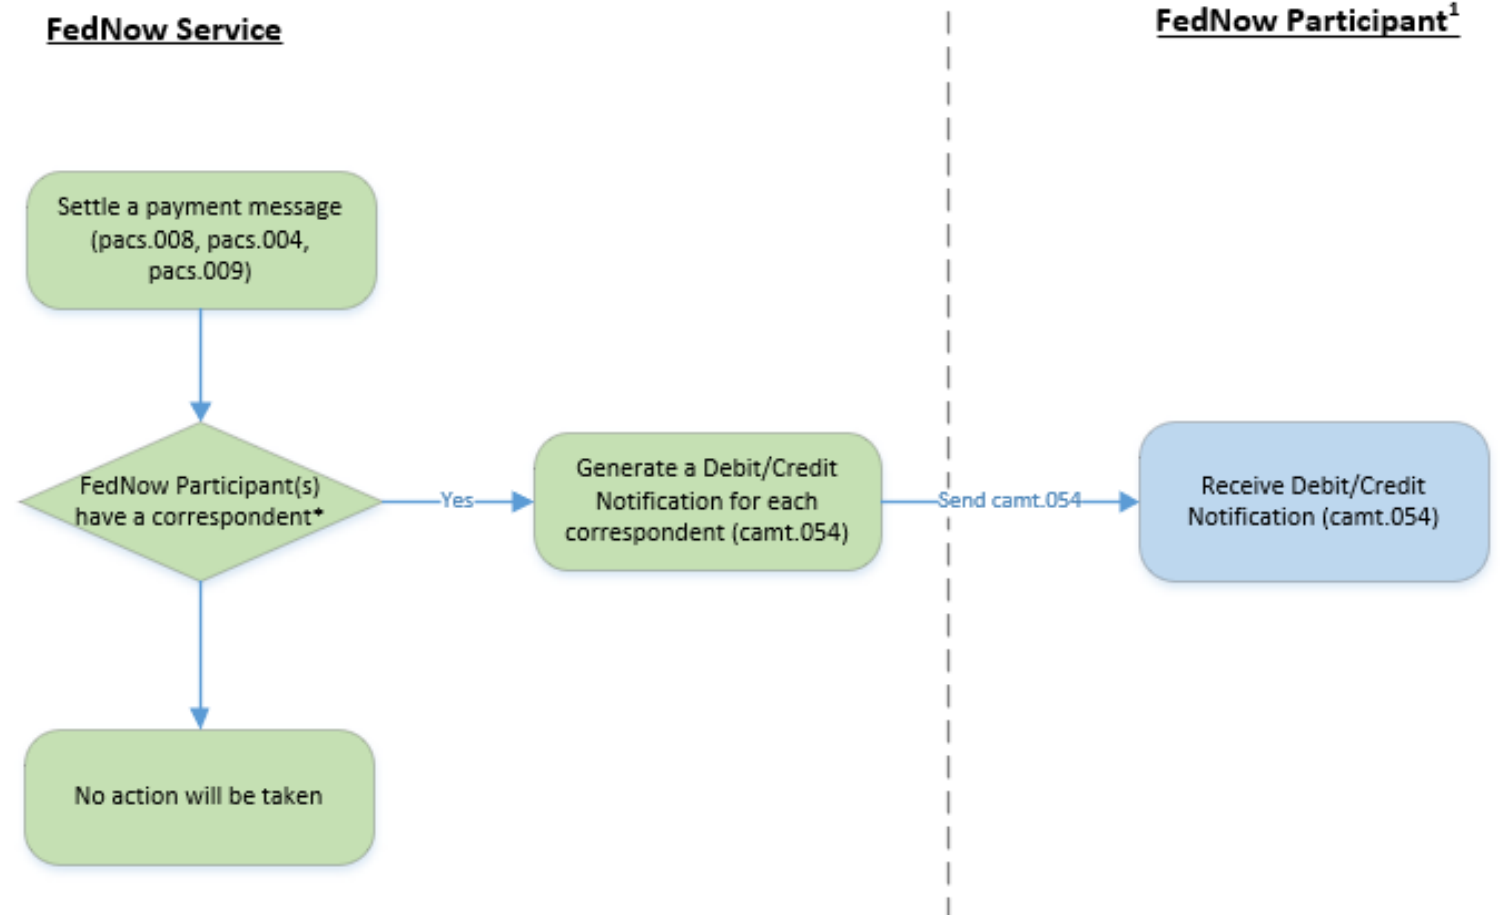 FedNow Service
FedNow Participant¹
Settle a payment message
(pacs.008, pacs.004,
pacs.009)
FedNow Participant(s)
have a correspondent*
Yes
Generate a Debit/Credit
Notification for each
correspondent (camt.054)
Send camt.054
Receive Debit/Credit
Notification (camt.054)
No action will be taken